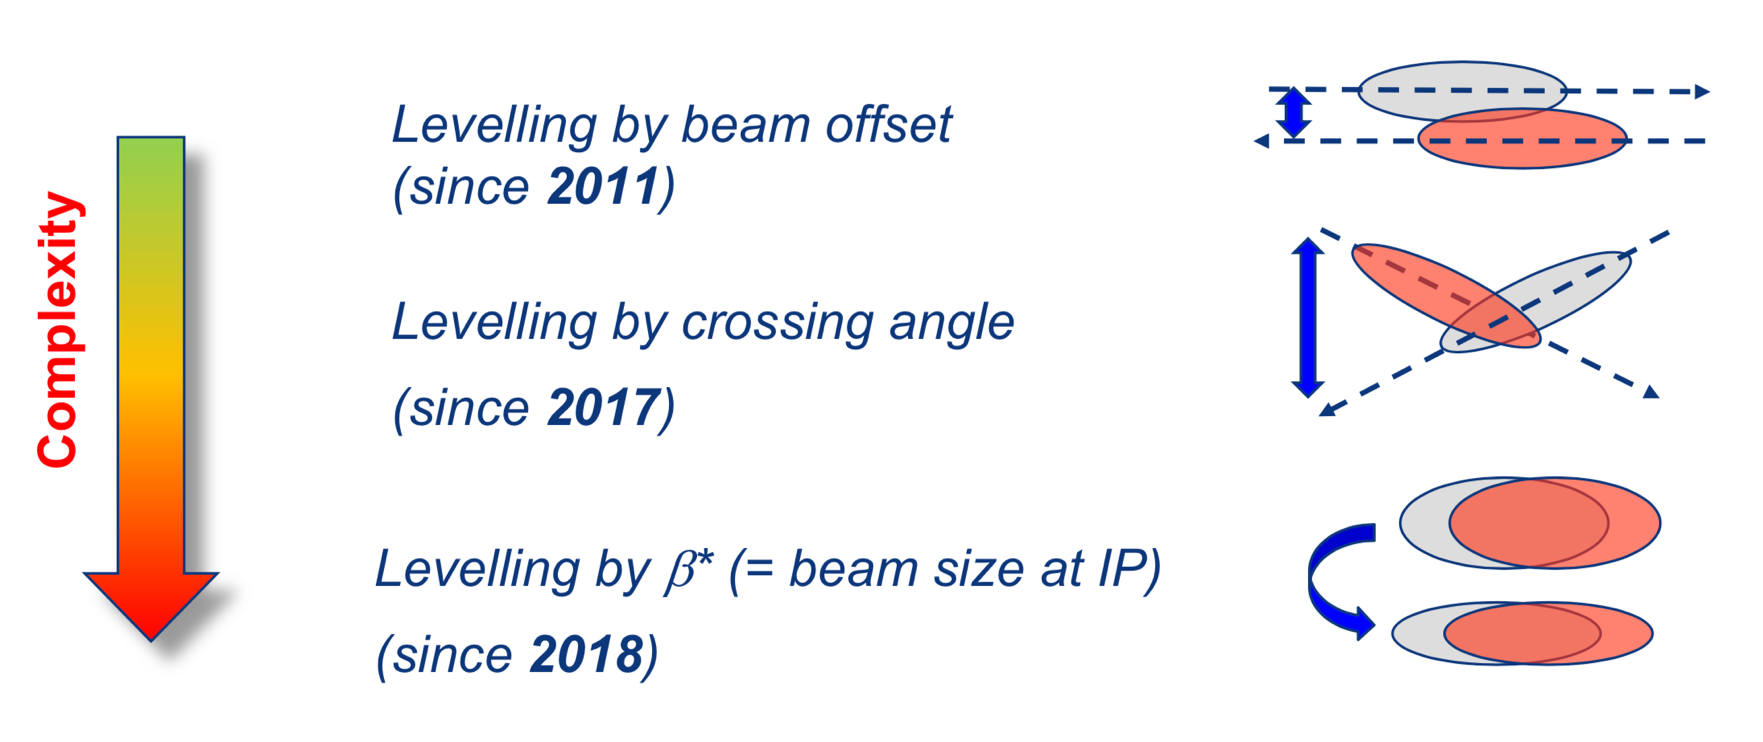 Complexity
Levelling by beam offset
(since 2011)
Levelling by crossing angle
(since 2017)
Levelling by β* (= beam size at IP)
(since 2018)